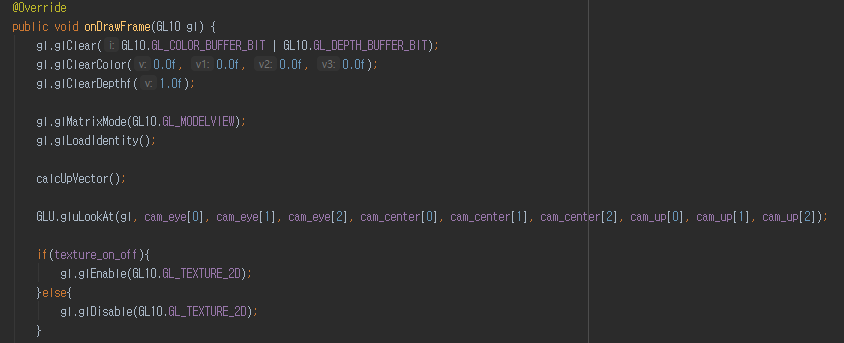 @Override
public void onDrawFrame(GL10 gl) {
gl.glClear( i: GL10.GL_COLOR_BUFFER_BIT | GL10.GL_DEPTH_BUFFER_BIT);
gl.glClearColor( v: 0.0f, v1: 0.0f, v2: 0.0f, v3: 0.0f);
gl.glClearDepthf( v: 1.0f);
gl.glMatrixMode(GL10.GL_MODELVIEW);
gl.glLoadIdentity();
calcUpVector();
GLU.gluLookAt(gl, cam_eye[0], cam_eye[1], cam_eye[2], cam_center[0], cam_center[1], cam_center[2], cam_up[0], cam_up[1], cam_up[2]);
if(texture_on_off){
gl.glEnable(GL10.GL_TEXTURE_2D);
}else{
gl.glDisable(GL10.GL_TEXTURE_2D);
}